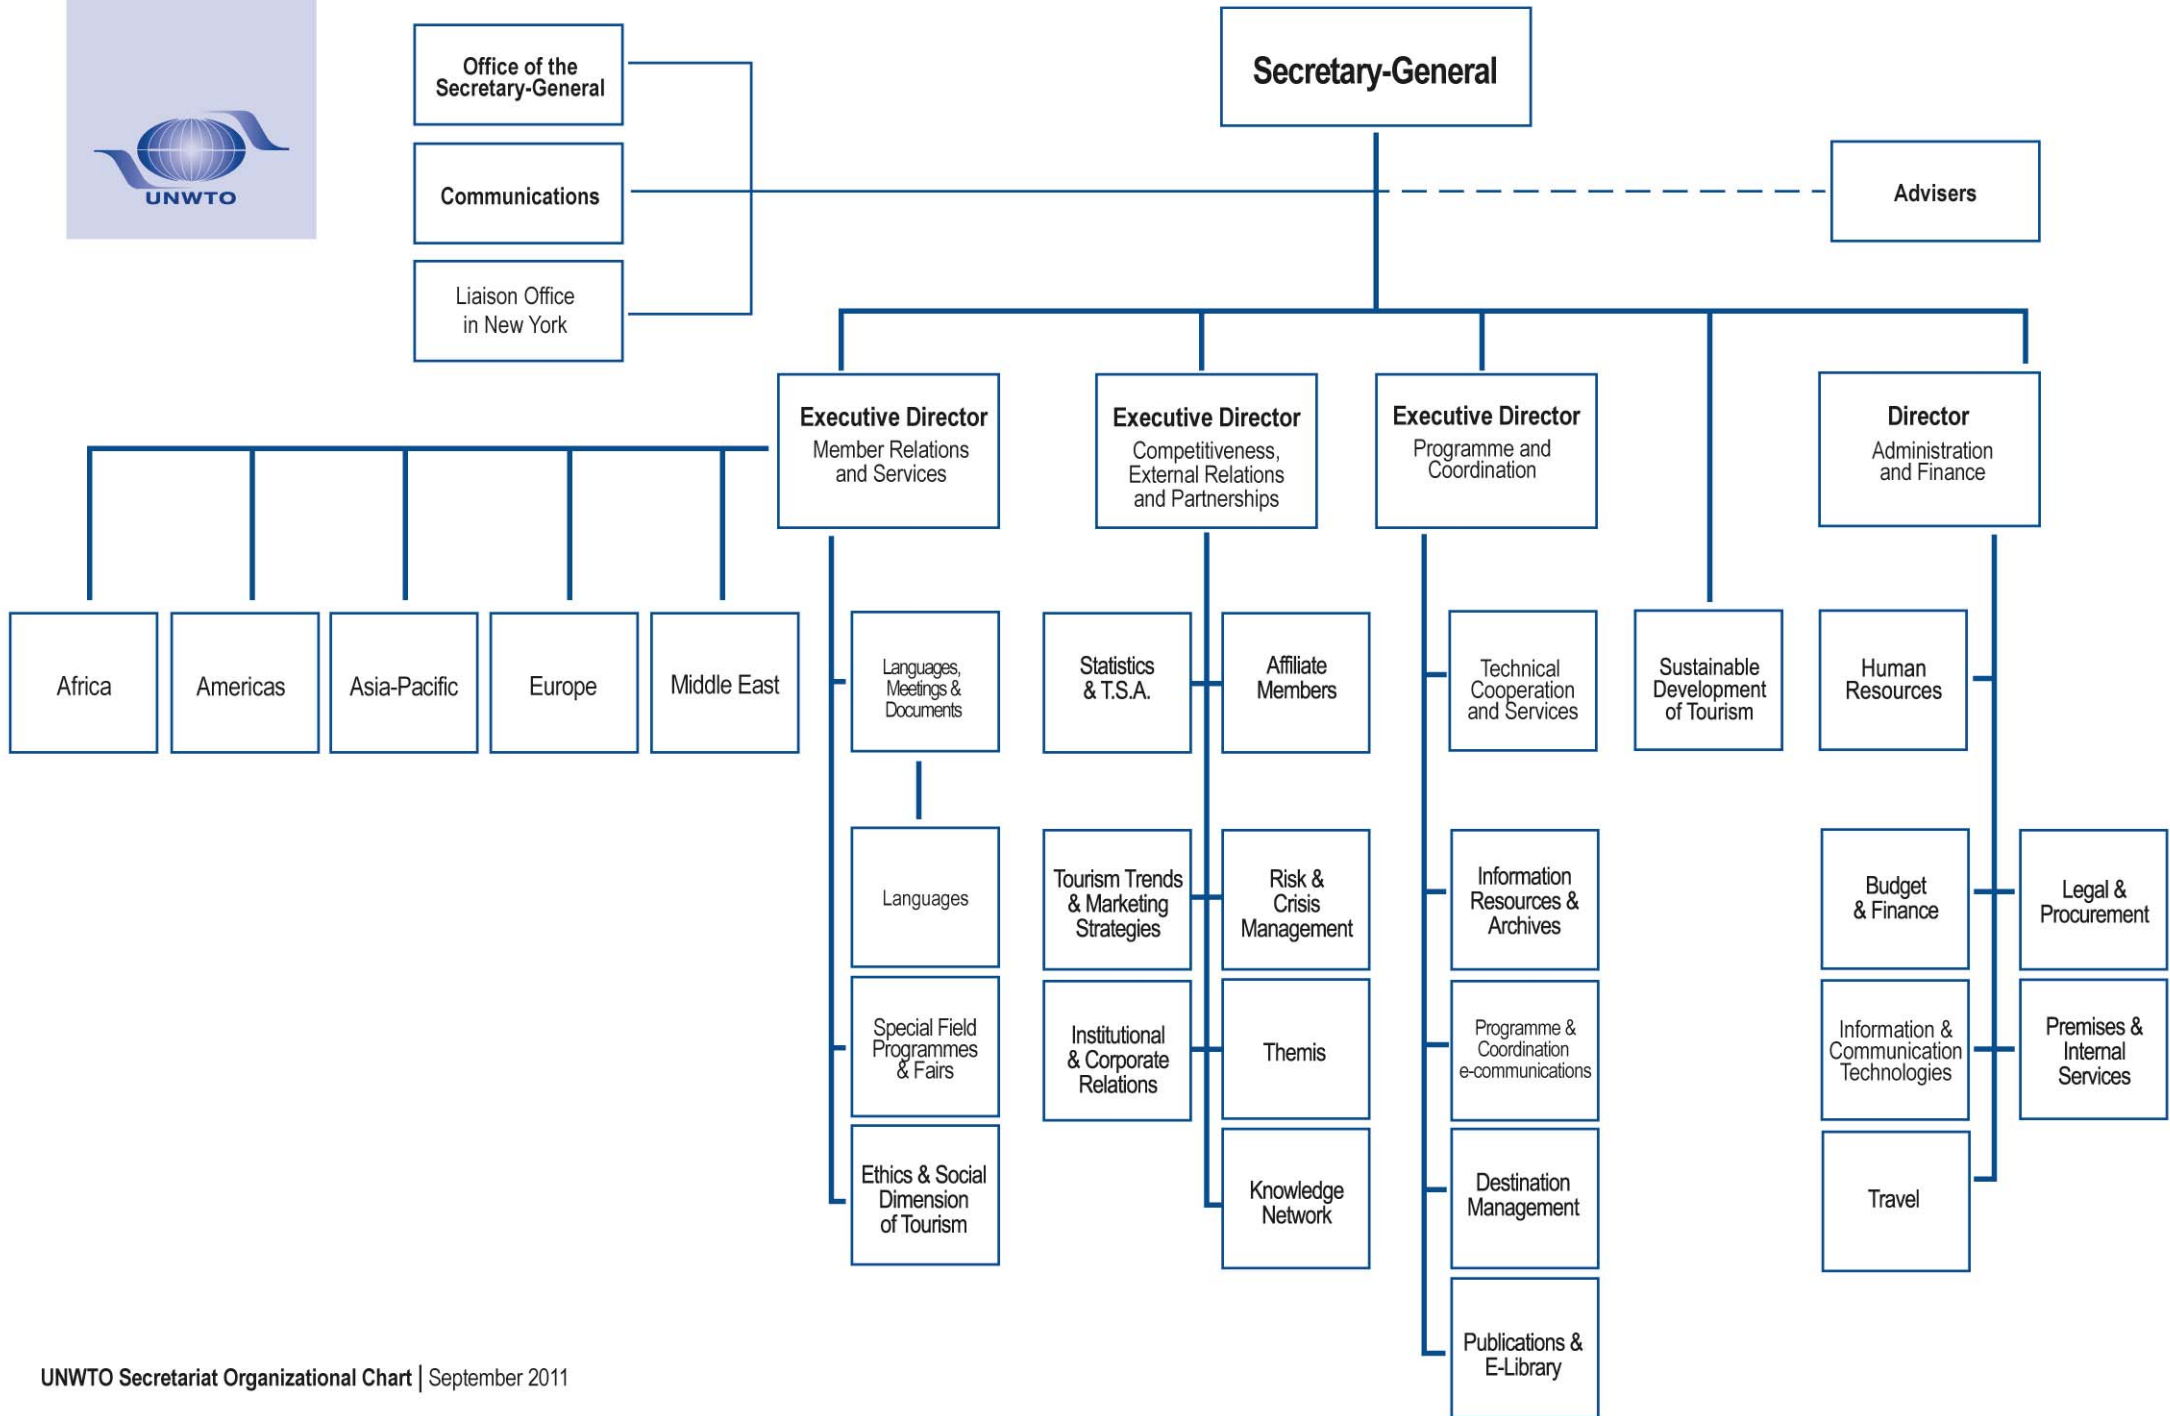 UNWTO
Office of the
Secretary-General
Communications
Liaison Office
in New York
Secretary-General
Advisers
Executive Director
Member Relations
and Services
Executive Director
Competitiveness,
External Relations
and Partnerships
Executive Director
Programme and
Coordination
Director
Administration
and Finance
Africa
Americas
Asia-Pacific
Europe
Middle East
Languages,
Meetings &
Documents
Statistics
& T.S.A.
Affiliate
Members
Technical
Cooperation
and Services
Sustainable
Development
of Tourism
Human
Resources
Languages
Tourism Trends
& Marketing
Strategies
Risk &
Crisis
Management
Information
Resources &
Archives
Budget
& Finance
Legal &
Procurement
Special Field
Programmes
& Fairs
Institutional
& Corporate
Relations
Themis
Programme &
Coordination
e-communications
Information &
Communication
Technologies
Premises &
Internal
Services
Ethics & Social
Dimension
of Tourism
Knowledge
Network
Destination
Management
Travel
Publications &
E-Library
UNWTO Secretariat Organizational Chart | September 2011